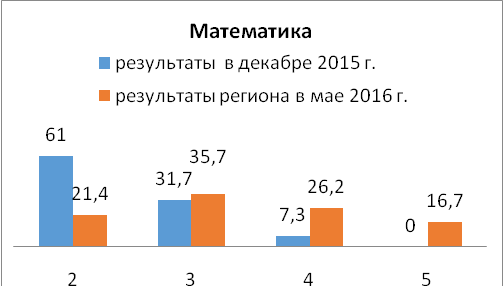 Математика
результаты в декабре 2015 г.
результаты региона в мае 2016 г.
61
21,4
31,7
35,7
7,3
26,2
0
16,7
2 3 4 5